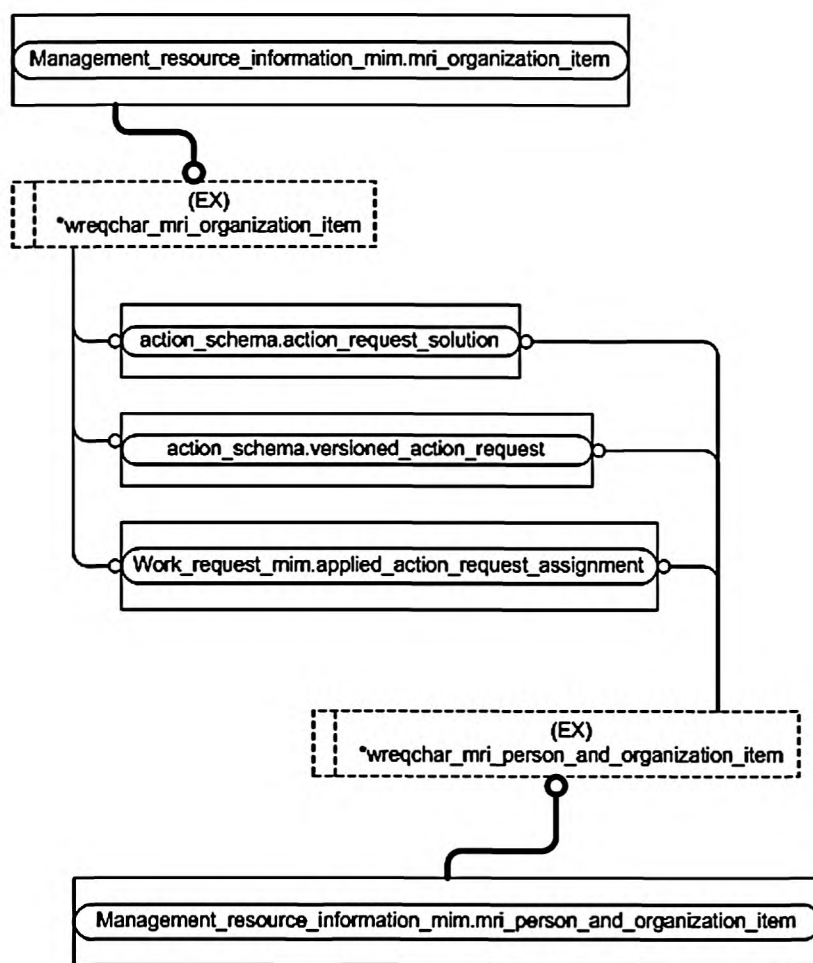 Management_resource_information_mim.mri_organization_item
(EX)
*wreqchar_mri_organization_item
action_schema.action_request_solution
action_schema.versioned_action_request
Work_request_mim.applied_action_request_assignment
(EX)
*wreqchar_mri_person_and_organization_item
Management_resource_information_mim.mri_person_and_organization_item